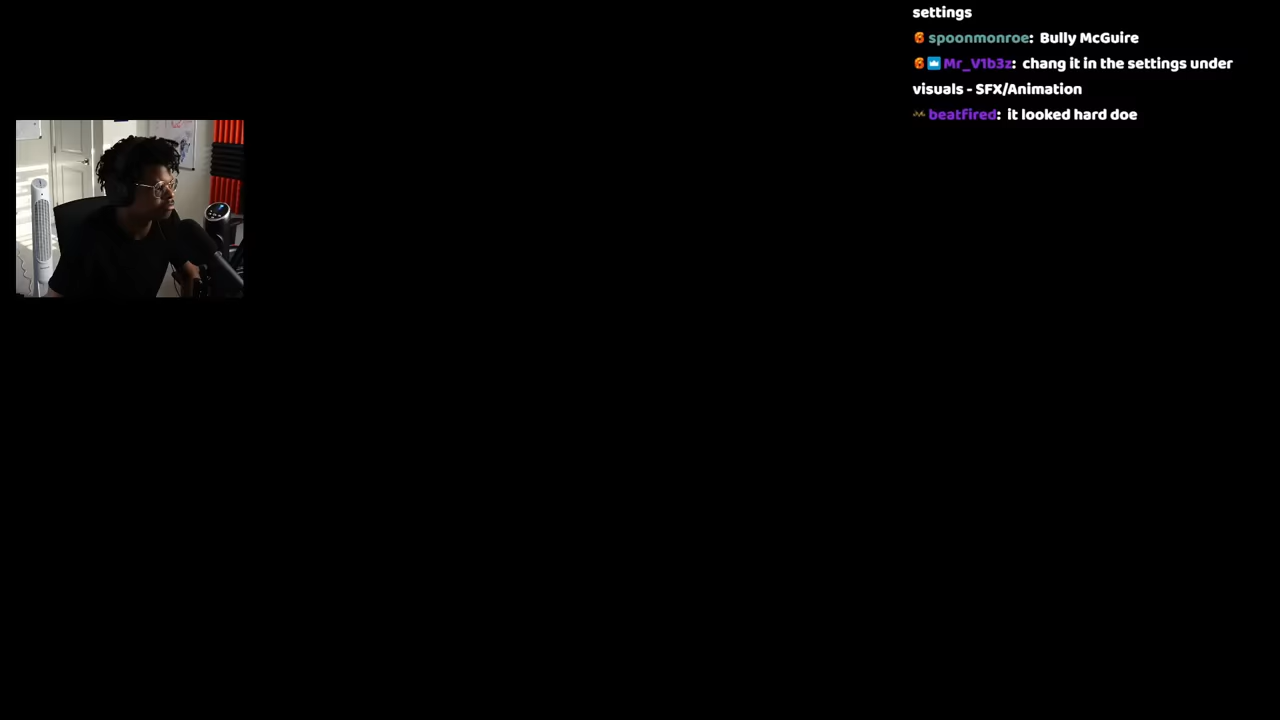 settings
spoonmonroe: Bully McGuire
Mr_V1b3z: chang it in the settings under
visuals - SFX/Animation
beatfired: it looked hard doe